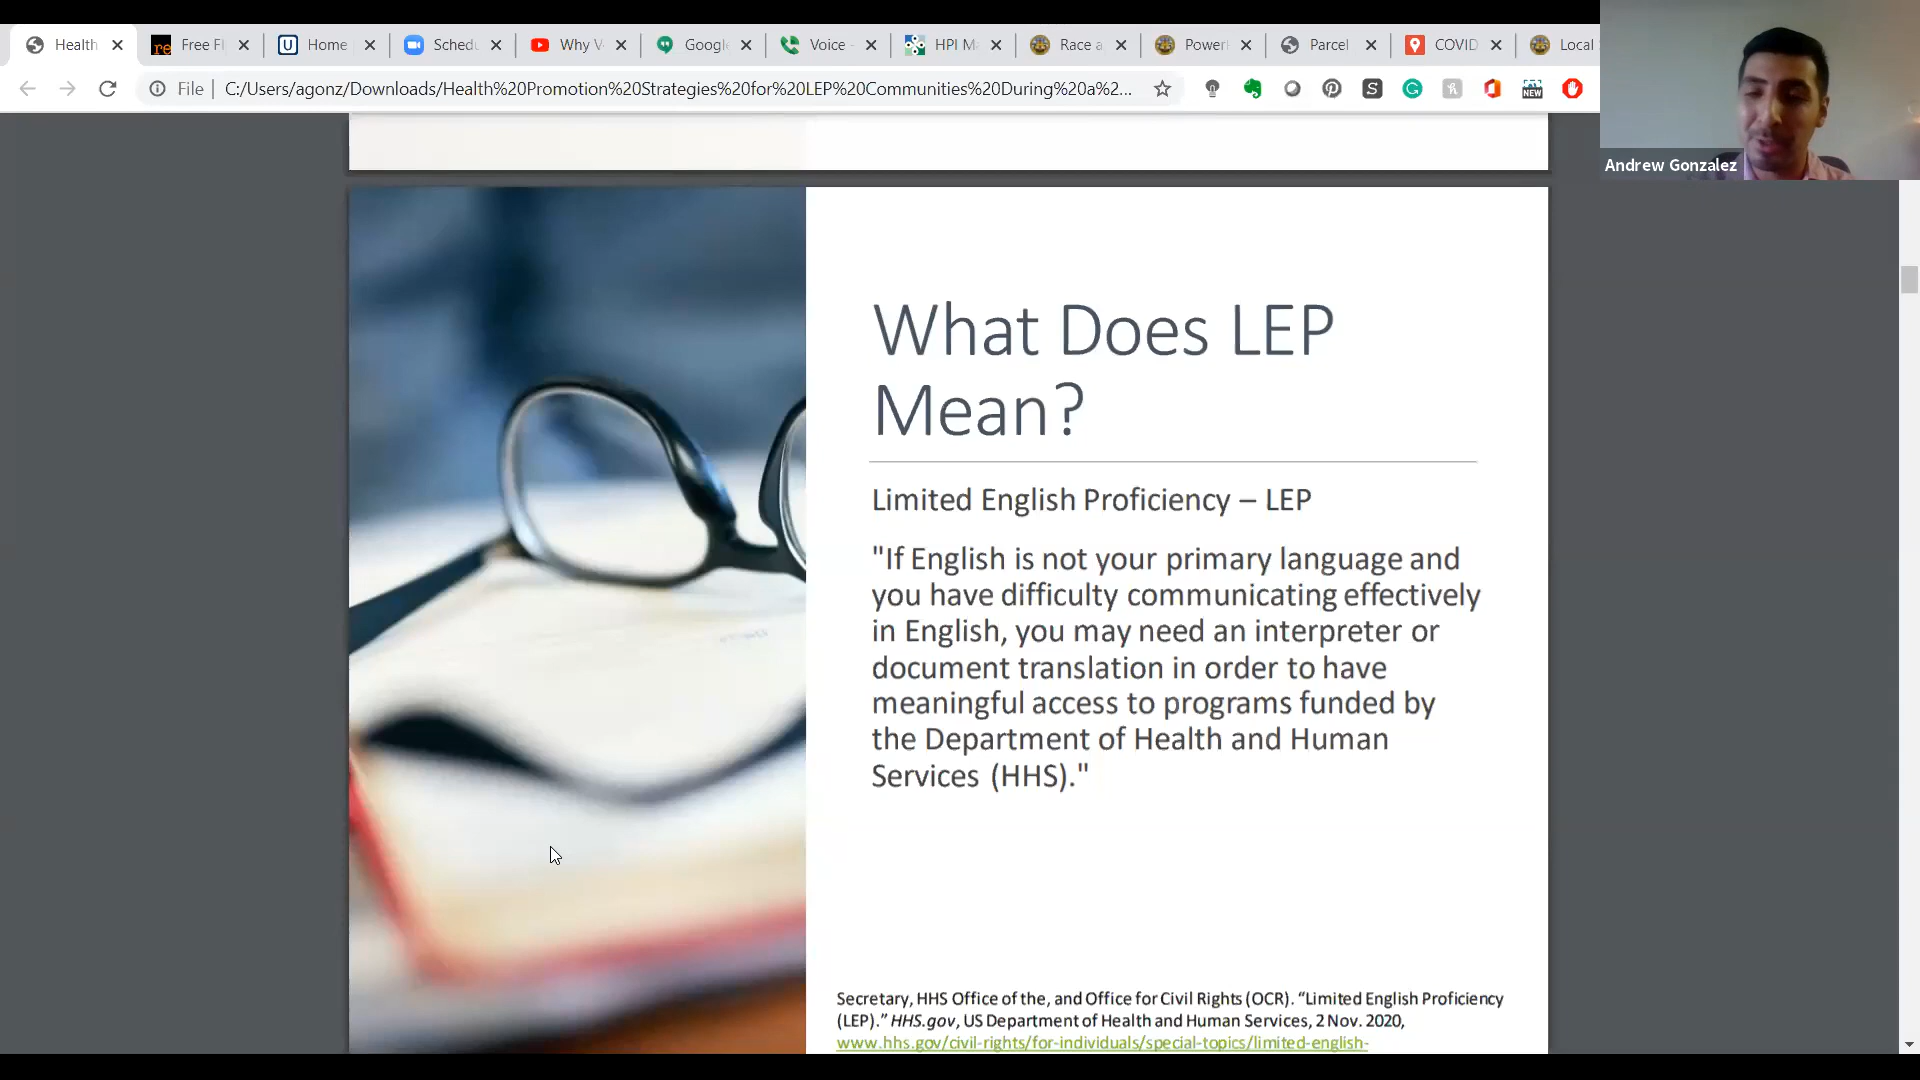 Health
Free Fl
Home
Schedu
Why V
Google
Voice -
HPI M
Race a
Power
Parcel
COVID
Local
File
C:/Users/agonz/Downloads/Health%20Promotion%20Strategies%20for%20LEP%20Communities%20During%20a%2...
NEW
Andrew Gonzalez
What Does LEP
Mean?
Limited English Proficiency – LEP
"If English is not your primary language and
you have difficulty communicating effectively
in English, you may need an interpreter or
document translation in order to have
meaningful access to programs funded by
the Department of Health and Human
Services (HHS)."
Secretary, HHS Office of the, and Office for Civil Rights (OCR). “Limited English Proficiency
(LEP).” HHS.gov, US Department of Health and Human Services, 2 Nov. 2020,
www.hhs.gov/civil-rights/for-individuals/special-topics/limited-english-